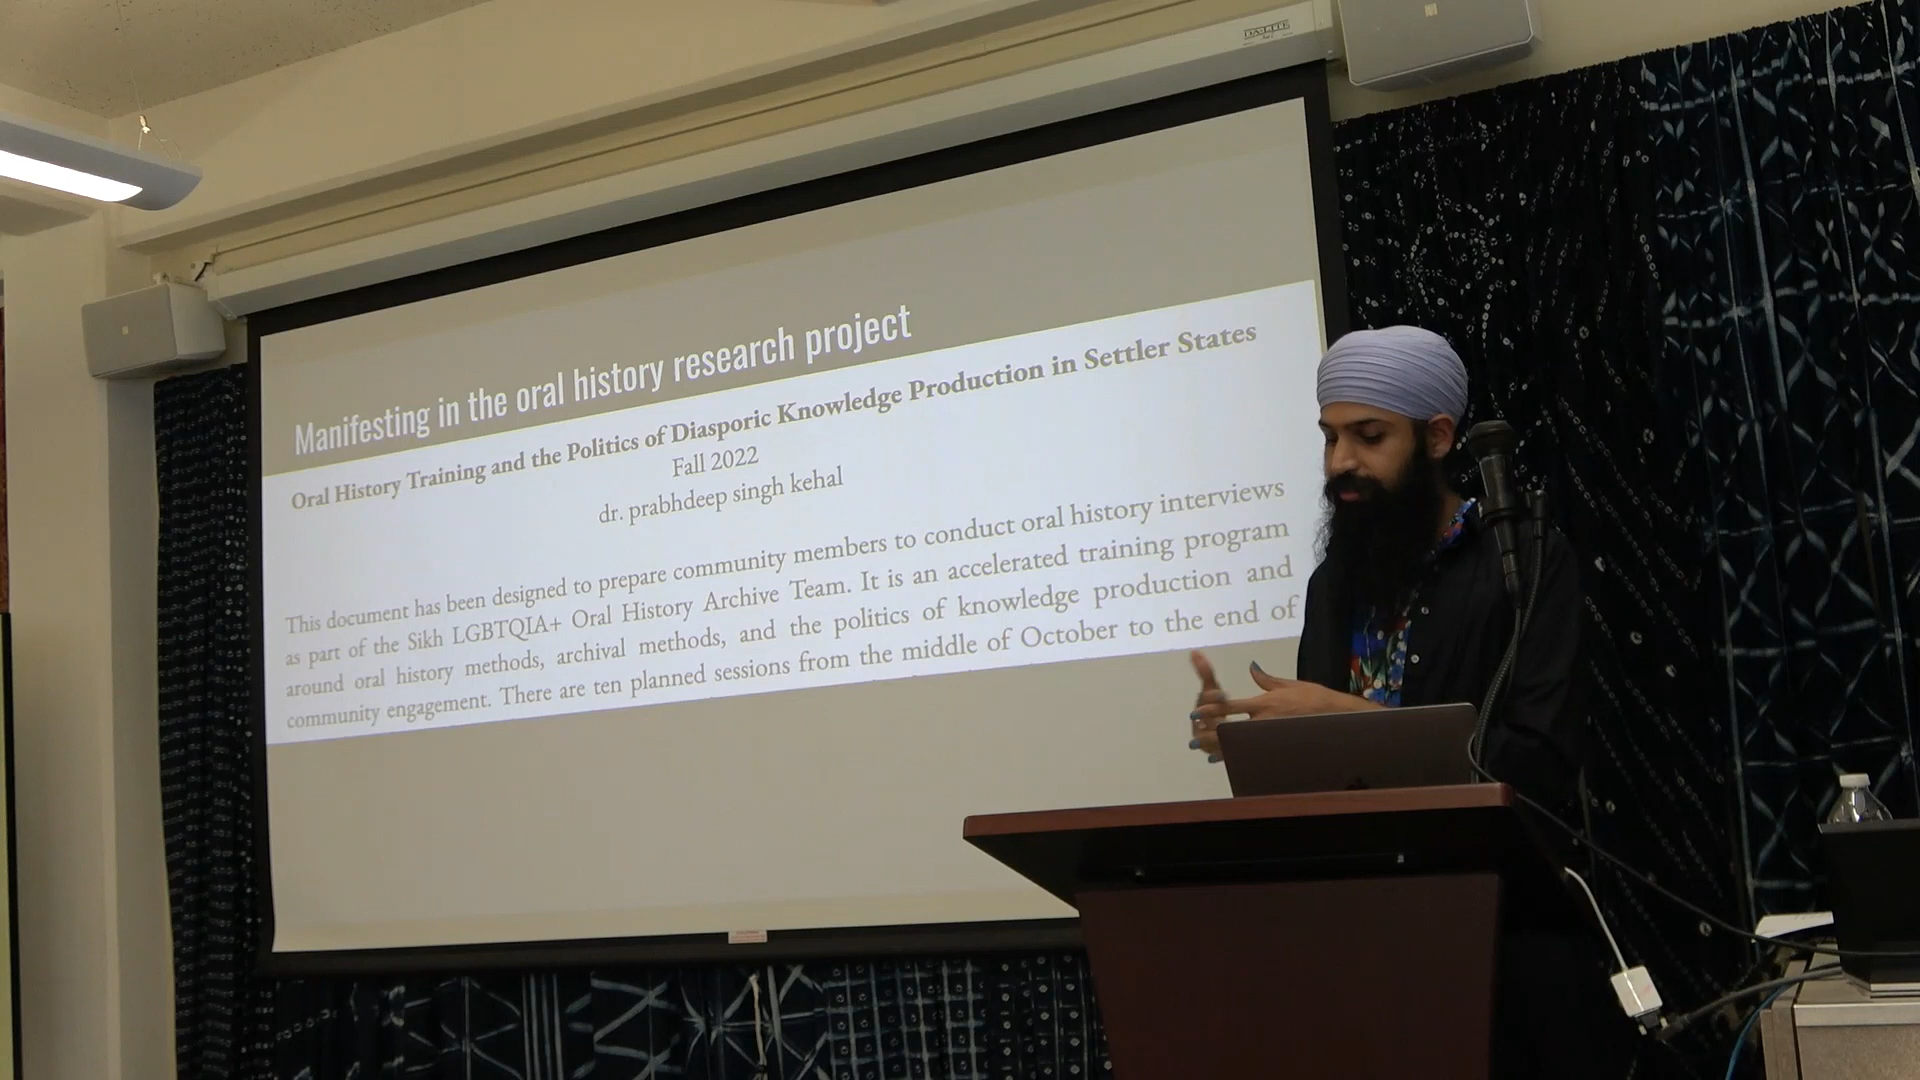 DA-LITE
Manifesting in the oral history research project
Oral History Training and the Politics of Diasporic Knowledge Production in Settler States
Fall 2022
dr. prabhdeep singh kehal
This document has been designed to prepare community members to conduct oral history interviews
as part of the Sikh LGBTQIA+ Oral History Archive Team. It is an accelerated training program
around oral history methods, archival methods, and the politics of knowledge production and
community engagement. There are ten planned sessions from the middle of October to the end of